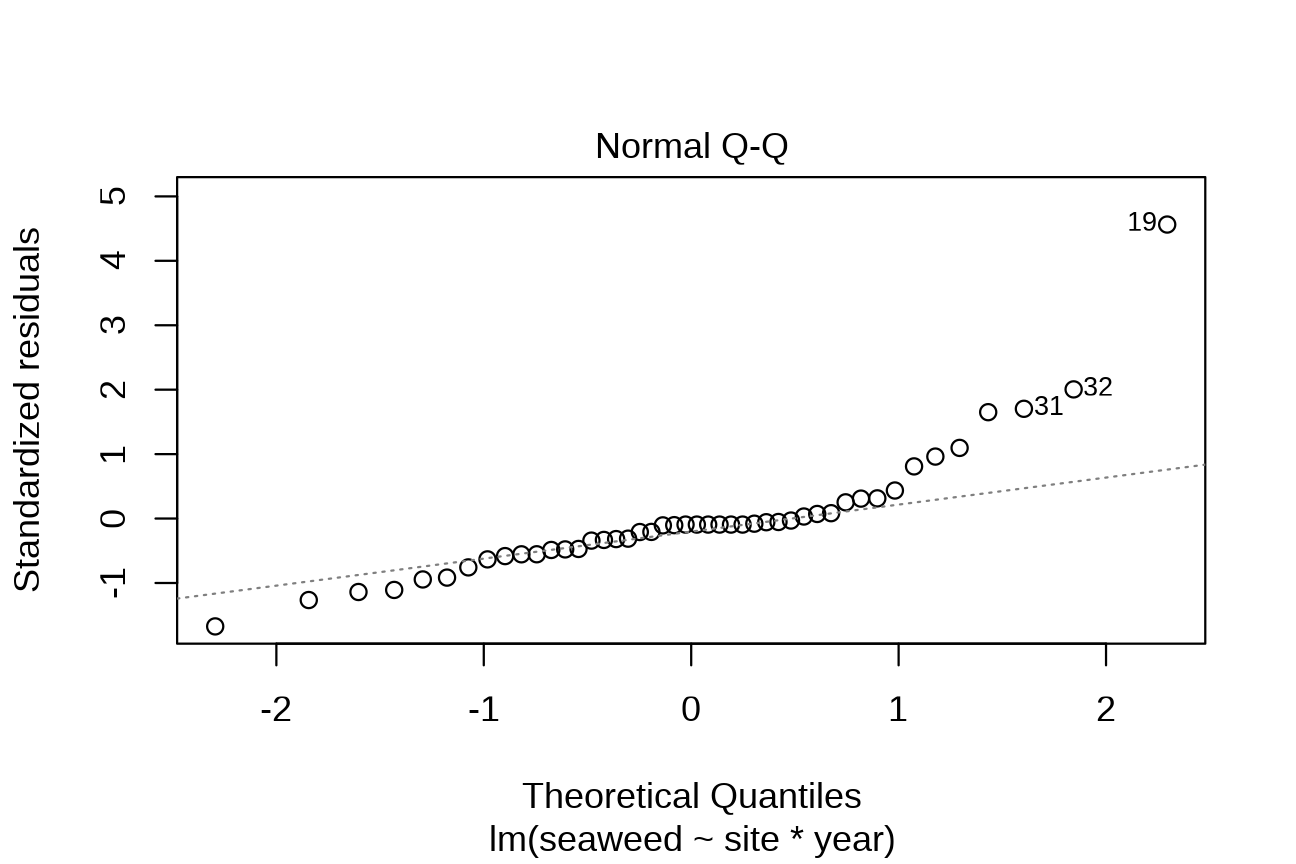 Normal Q-Q
Standardized residuals
5
4
3
2
1
0
-1
19
32
31
-2 -1 0 1 2
Theoretical Quantiles
lm(seaweed ~ site * year)